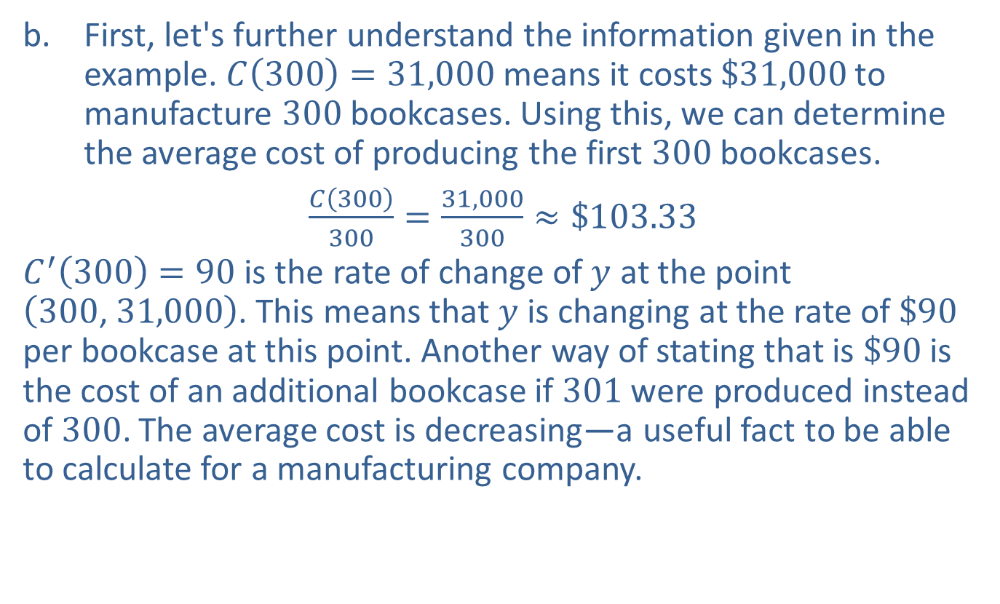 b. First, let's further understand the information given in the
example. C(300) = 31,000 means it costs $31,000 to
manufacture 300 bookcases. Using this, we can determine
the average cost of producing the first 300 bookcases.
C(300)/300 = 31,000/300 ≈ $103.33
C′(300) = 90 is the rate of change of y at the point
(300, 31,000). This means that y is changing at the rate of $90
per bookcase at this point. Another way of stating that is $90 is
the cost of an additional bookcase if 301 were produced instead
of 300. The average cost is decreasing—a useful fact to be able
to calculate for a manufacturing company.